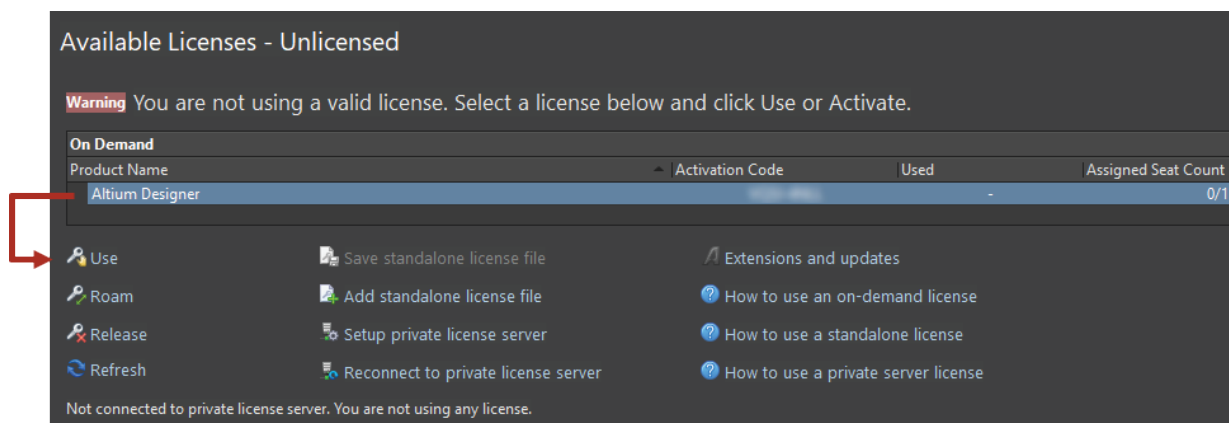 Available Licenses - Unlicensed
Warning You are not using a valid license. Select a license below and click Use or Activate.
On Demand
Product Name Activation Code Used Assigned Seat Count
Altium Designer - 0/1
Use Save standalone license file Extensions and updates
Roam Add standalone license file How to use an on-demand license
Release Setup private license server How to use a standalone license
Refresh Reconnect to private license server How to use a private server license
Not connected to private license server. You are not using any license.